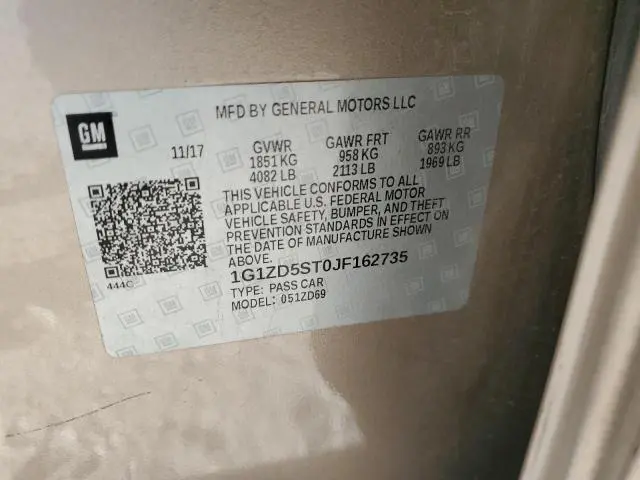 MFD BY GENERAL MOTORS LLC
GM
11/17 GVWR GAWR FRT GAWR RR
1851 KG 958 KG 893 KG
4082 LB 2113 LB 1969 LB
THIS VEHICLE CONFORMS TO ALL
APPLICABLE U.S. FEDERAL MOTOR
VEHICLE SAFETY, BUMPER, AND THEFT
PREVENTION STANDARDS IN EFFECT ON
THE DATE OF MANUFACTURE SHOWN
ABOVE.
444C
1G1ZD5ST0JF162735
TYPE: PASS CAR
MODEL: 051ZD69